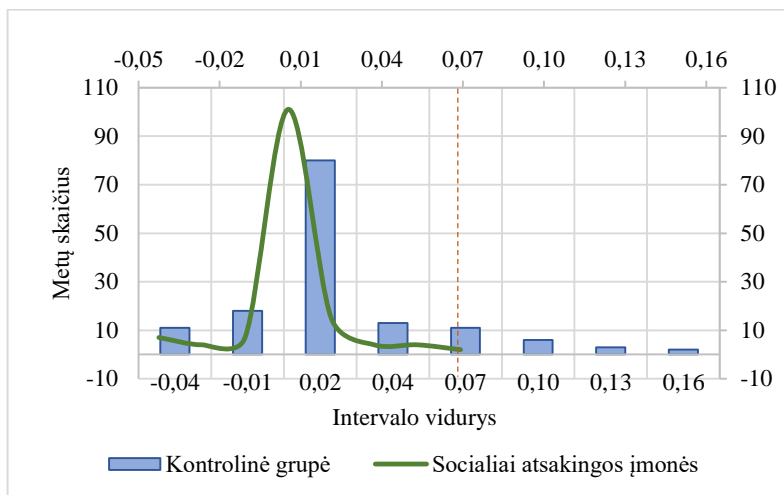 -0,05 -0,02 0,01 0,04 0,07 0,10 0,13 0,16
110 110
90 90
70 70
50 50
30 30
10 10
-10 -10
Metų skaičius
-0,04 -0,01 0,02 0,04 0,07 0,10 0,13 0,16
Intervalo vidurys
Kontrolinė grupė Socialiai atsakingos įmonės